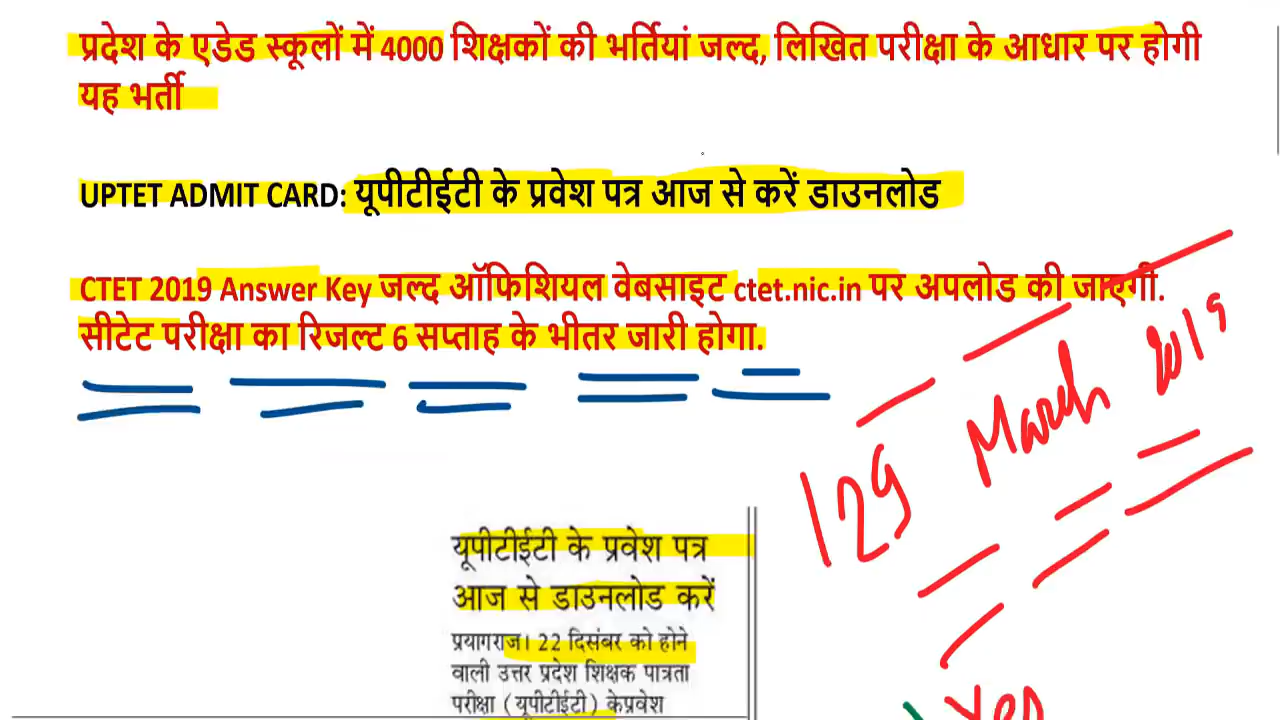 प्रदेश के एडेड स्कूलों में 4000 शिक्षकों की भर्तियां जल्द, लिखित परीक्षा के आधार पर होगी
यह भर्ती
UPTET ADMIT CARD: यूपीटीईटी के प्रवेश पत्र आज से करें डाउनलोड
CTET 2019 Answer Key जल्द ऑफिशियल वेबसाइट ctet.nic.in पर अपलोड की जाएगी.
सीटेट परीक्षा का रिजल्ट 6 सप्ताह के भीतर जारी होगा.
129 March 2019
यूपीटीईटी के प्रवेश पत्र
आज से डाउनलोड करें
प्रयागराज। 22 दिसंबर को होने
वाली उत्तर प्रदेश शिक्षक पात्रता
परीक्षा (यूपीटीईटी) केप्रवेश
Yes